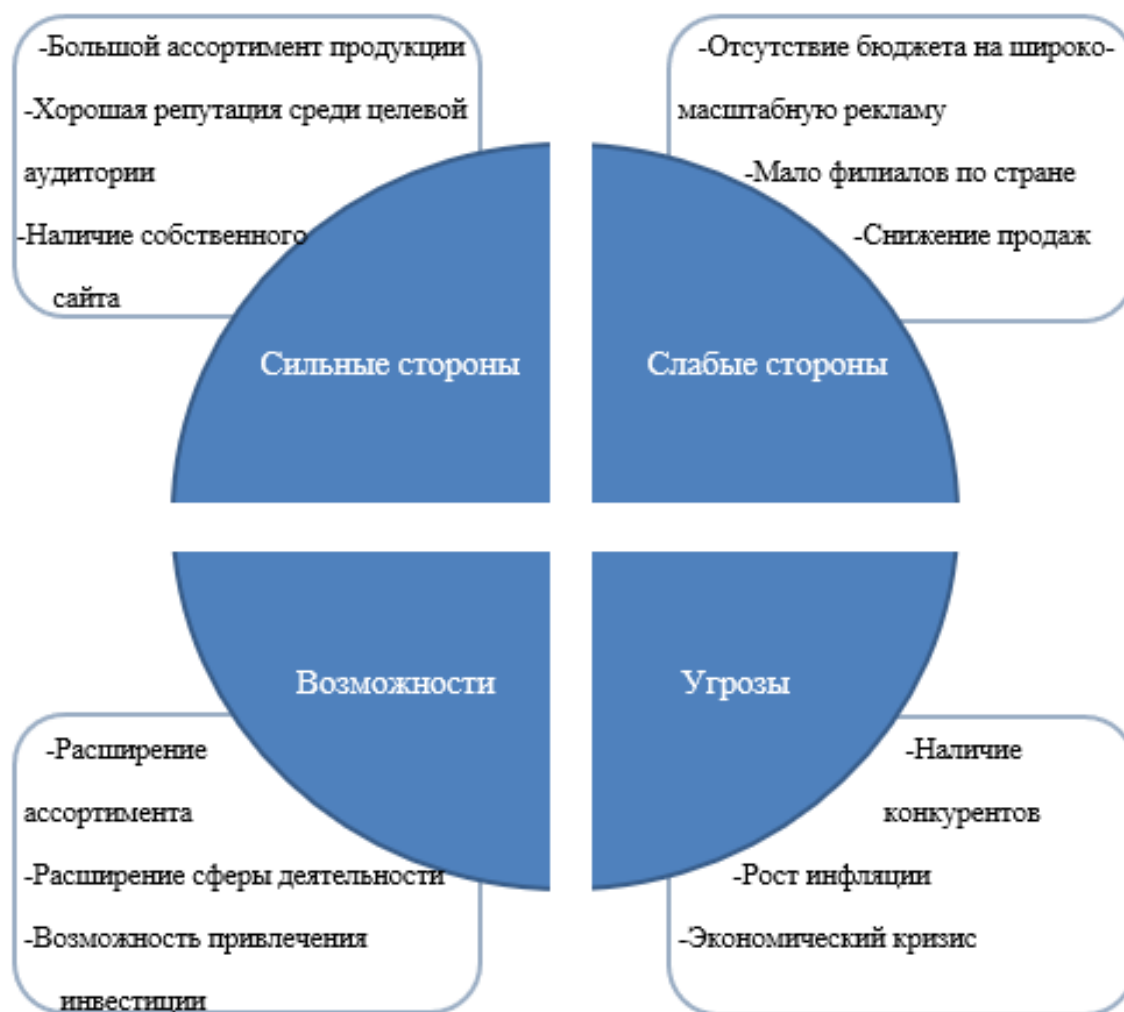 -Большой ассортимент продукции
-Хорошая репутация среди целевой
аудитории
-Наличие собственного
сайта
-Отсутствие бюджета на широко-
масштабную рекламу
-Мало филиалов по стране
-Снижение продаж
Сильные стороны
Слабые стороны
Возможности
Угрозы
-Расширение
ассортимента
-Расширение сферы деятельности
-Возможность привлечения
инвестиции
-Наличие
конкурентов
-Рост инфляции
-Экономический кризис